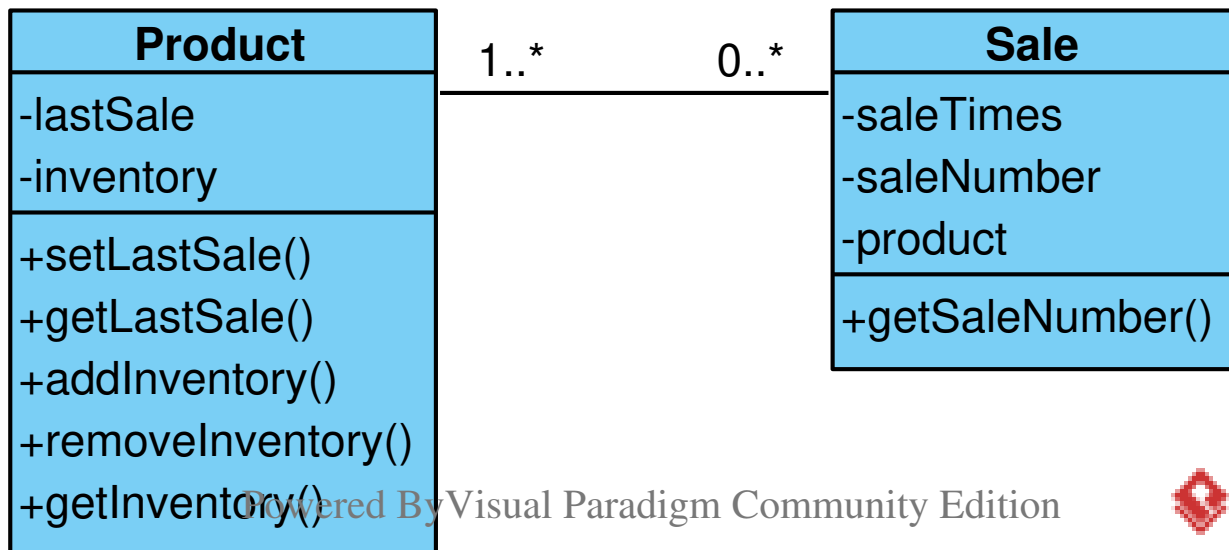 Product
-lastSale
-inventory
+setLastSale()
+getLastSale()
+addInventory()
+removeInventory()
+getInventory()
1..*
0..*
Sale
-saleTimes
-saleNumber
-product
+getSaleNumber()
Powered By Visual Paradigm Community Edition